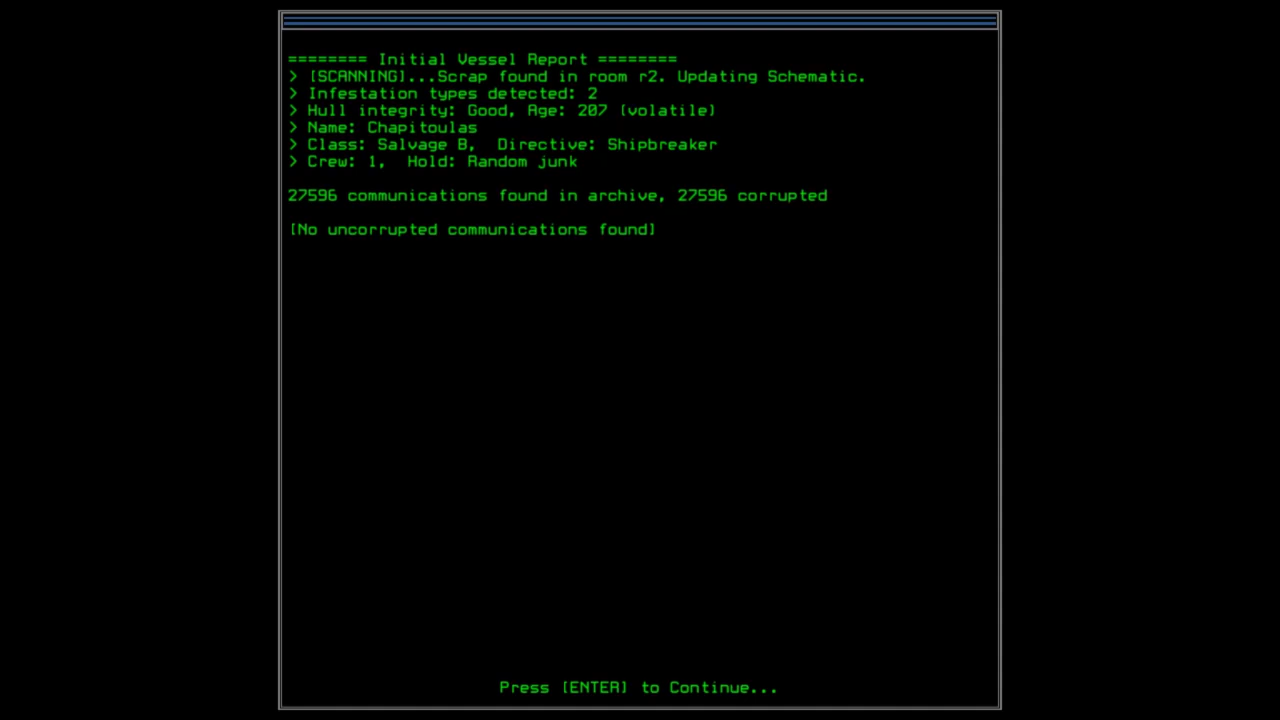 ======== Initial Vessel Report ========
> [SCANNING]...Scrap found in room r2. Updating Schematic.
> Infestation types detected: 2
> Hull integrity: Good, Age: 207 (volatile)
> Name: Chapitoulas
> Class: Salvage B,  Directive: Shipbreaker
> Crew: 1,  Hold: Random junk
27596 communications found in archive, 27596 corrupted
[No uncorrupted communications found]
Press [ENTER] to Continue...